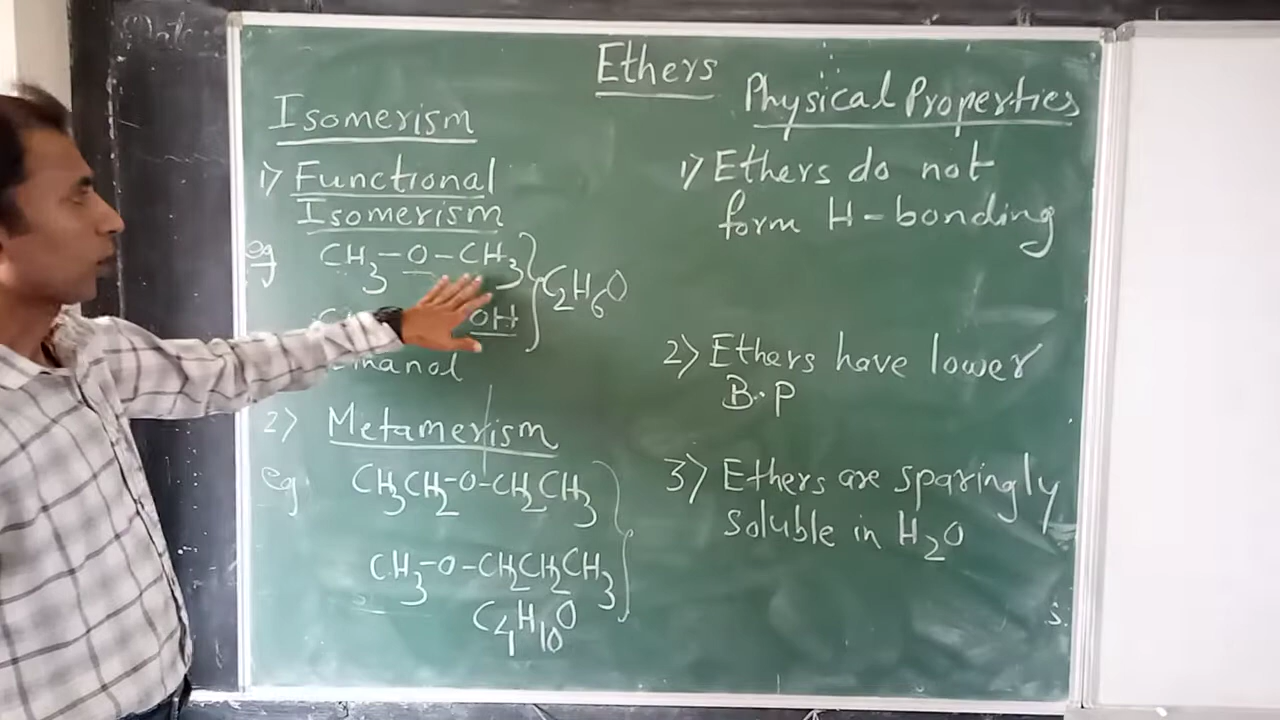 Ethers
Isomerism
1) Functional
Isomerism
eg CH3-O-CH3
C2H6O
OH
2) Metamerism
eg CH3CH2-O-CH2CH3
CH3-O-CH2CH2CH3
C4H10O
Physical Properties
1) Ethers do not
form H-bonding
2) Ethers have lower
B.P
3) Ethers are sparingly
soluble in H2O